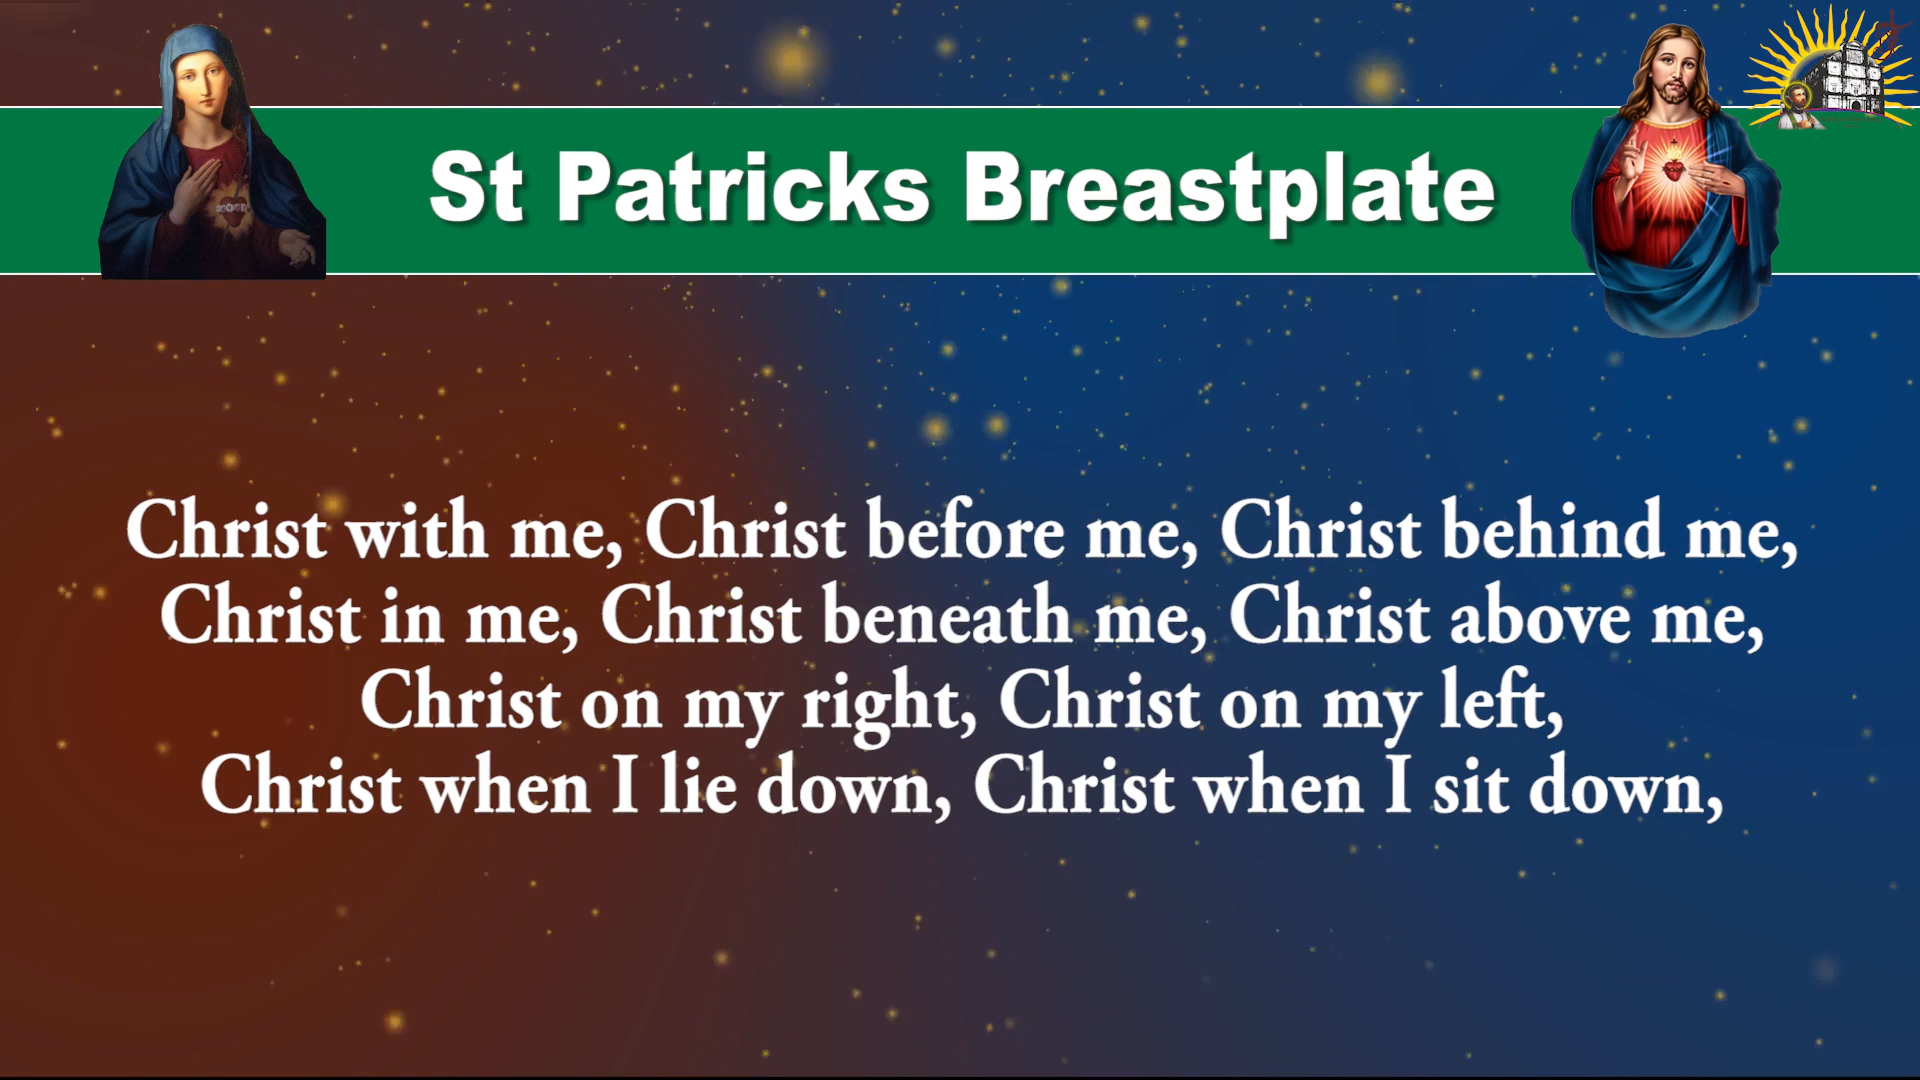 St Patricks Breastplate
Christ with me, Christ before me, Christ behind me,
Christ in me, Christ beneath me, Christ above me,
Christ on my right, Christ on my left,
Christ when I lie down, Christ when I sit down,